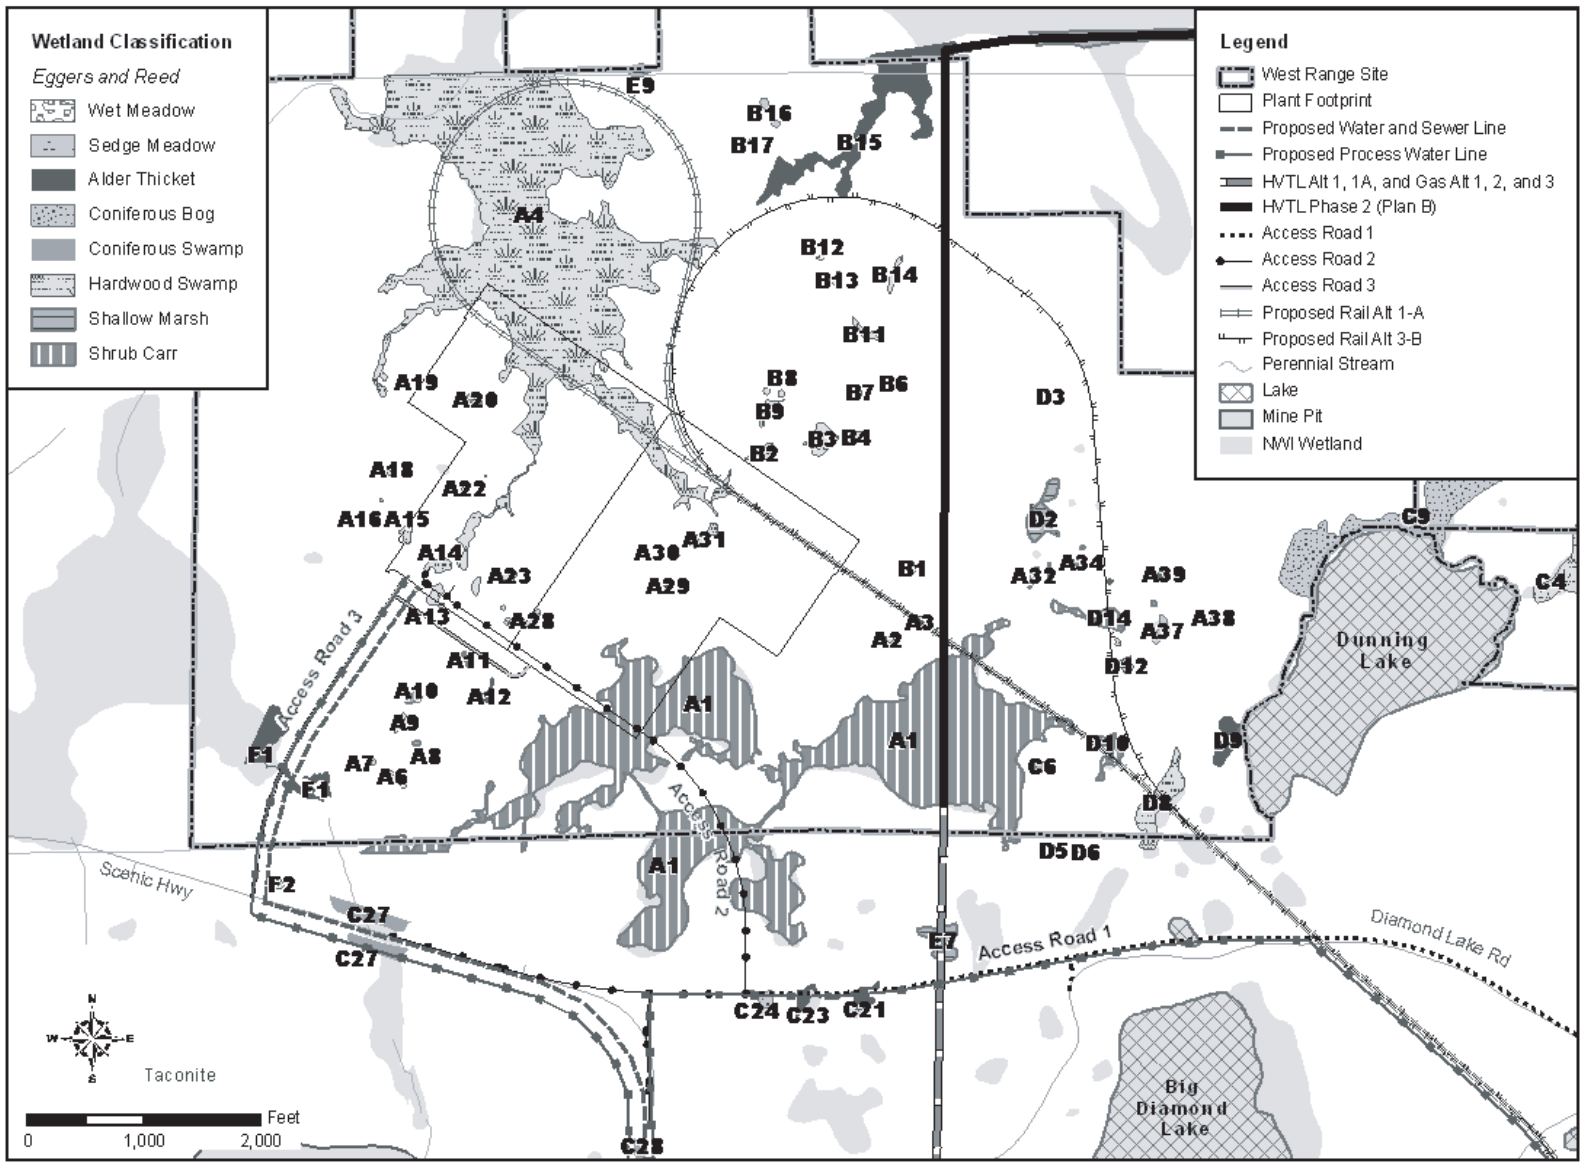 Wetland Classification
Eggers and Reed
Wet Meadow
Sedge Meadow
Alder Thicket
Coniferous Bog
Coniferous Swamp
Hardwood Swamp
Shallow Marsh
Shrub Carr
Legend
West Range Site
Plant Footprint
Proposed Water and Sewer Line
Proposed Process Water Line
HVTL Alt 1, 1A, and Gas Alt 1, 2, and 3
HVTL Phase 2 (Plan B)
Access Road 1
Access Road 2
Access Road 3
Proposed Rail Alt 1-A
Proposed Rail Alt 3-B
Perennial Stream
Lake
Mine Pit
NWI Wetland
E9
B16
B17
B15
A4
B12
B13
B14
B11
A19
A20
B8
B7
B6
B9
D3
B3
B4
B2
A18
A22
A16
A15
D2
C9
A30
A31
A14
A23
A29
B1
A32
A34
A39
C4
A13
A28
A3
A2
D14
A37
A38
Dunning
Lake
D12
A11
A10
A12
Access Road 3
A9
A1
A1
D10
D9
F1
A7
A8
A6
E1
C6
D8
Access
Road 2
A1
D5
D6
Scenic Hwy
F2
C27
C27
E7
Access Road 1
Diamond Lake Rd
C24
C23
C21
N
W
E
S
Taconite
Big
Diamond
Lake
Feet
0
1,000
2,000
C28